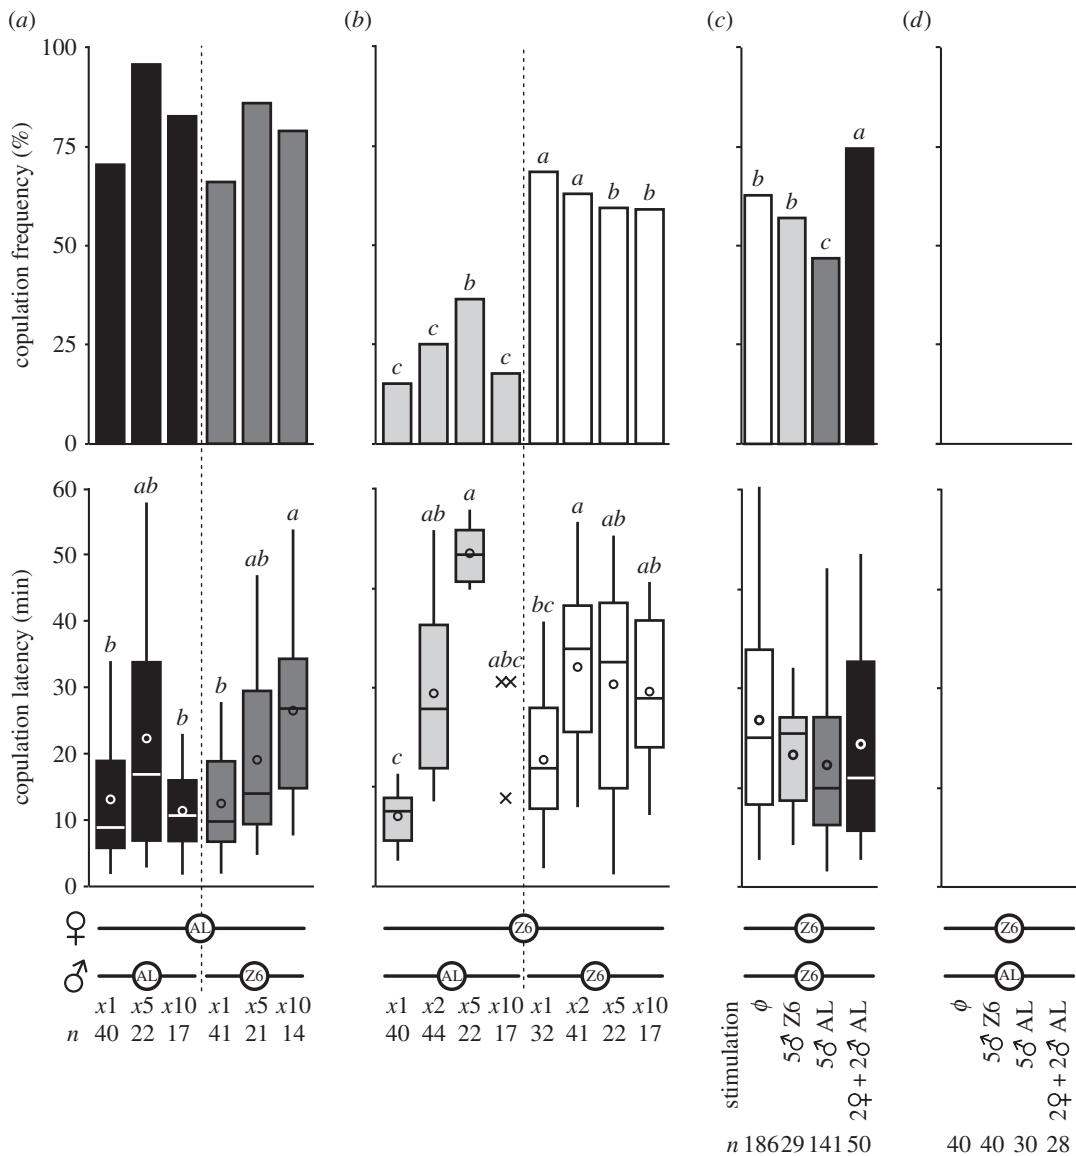 (a) (b) (c) (d)
copulation frequency (%)
100
75
50
25
0
c c b c a a b b
b b c a
copulation latency (min)
60
50
40
30
20
10
0
b ab b b ab a
c ab a abc bc a ab ab
♀ AL Z6 Z6 Z6
♂ AL Z6 AL Z6 Z6 AL
x1 x5 x10 x1 x5 x10 x1 x2 x5 x10 x1 x2 x5 x10
n 40 22 17 41 21 14 40 44 22 17 32 41 22 17
stimulation
ϕ
5♂ Z6
5♂ AL
2♀ + 2♂ AL
ϕ
5♂ Z6
5♂ AL
2♀ + 2♂ AL
n 186 29 141 50 40 40 30 28